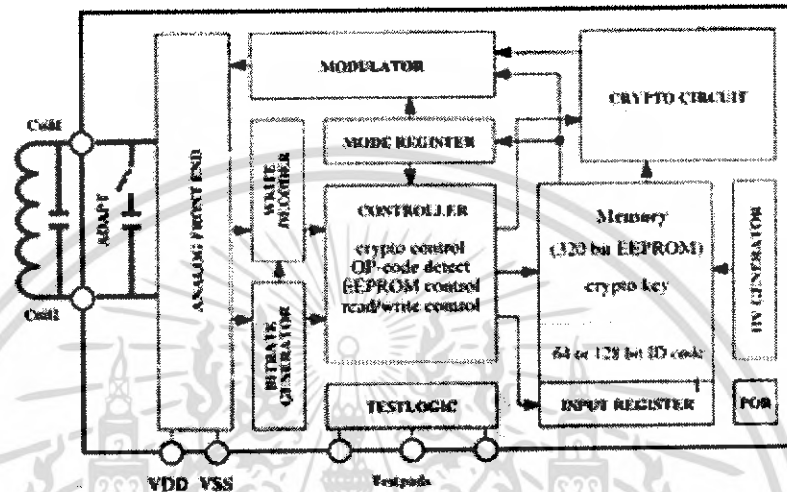 MODULATOR
CRYPTO CIRCUIT
Coil1
MODE REGISTER
ADAPT
ANALOG FRONT END
WRITE
DECODER
CONTROLLER
crypto control
OP-code detect
EEPROM control
read/write control
Memory
(320 bit EEPROM)
crypto key
64 or 128 bit ID code
HV GENERATOR
Coil2
BITRATE
GENERATOR
TESTLOGIC
INPUT REGISTER
POR
VDD VSS
Testpads